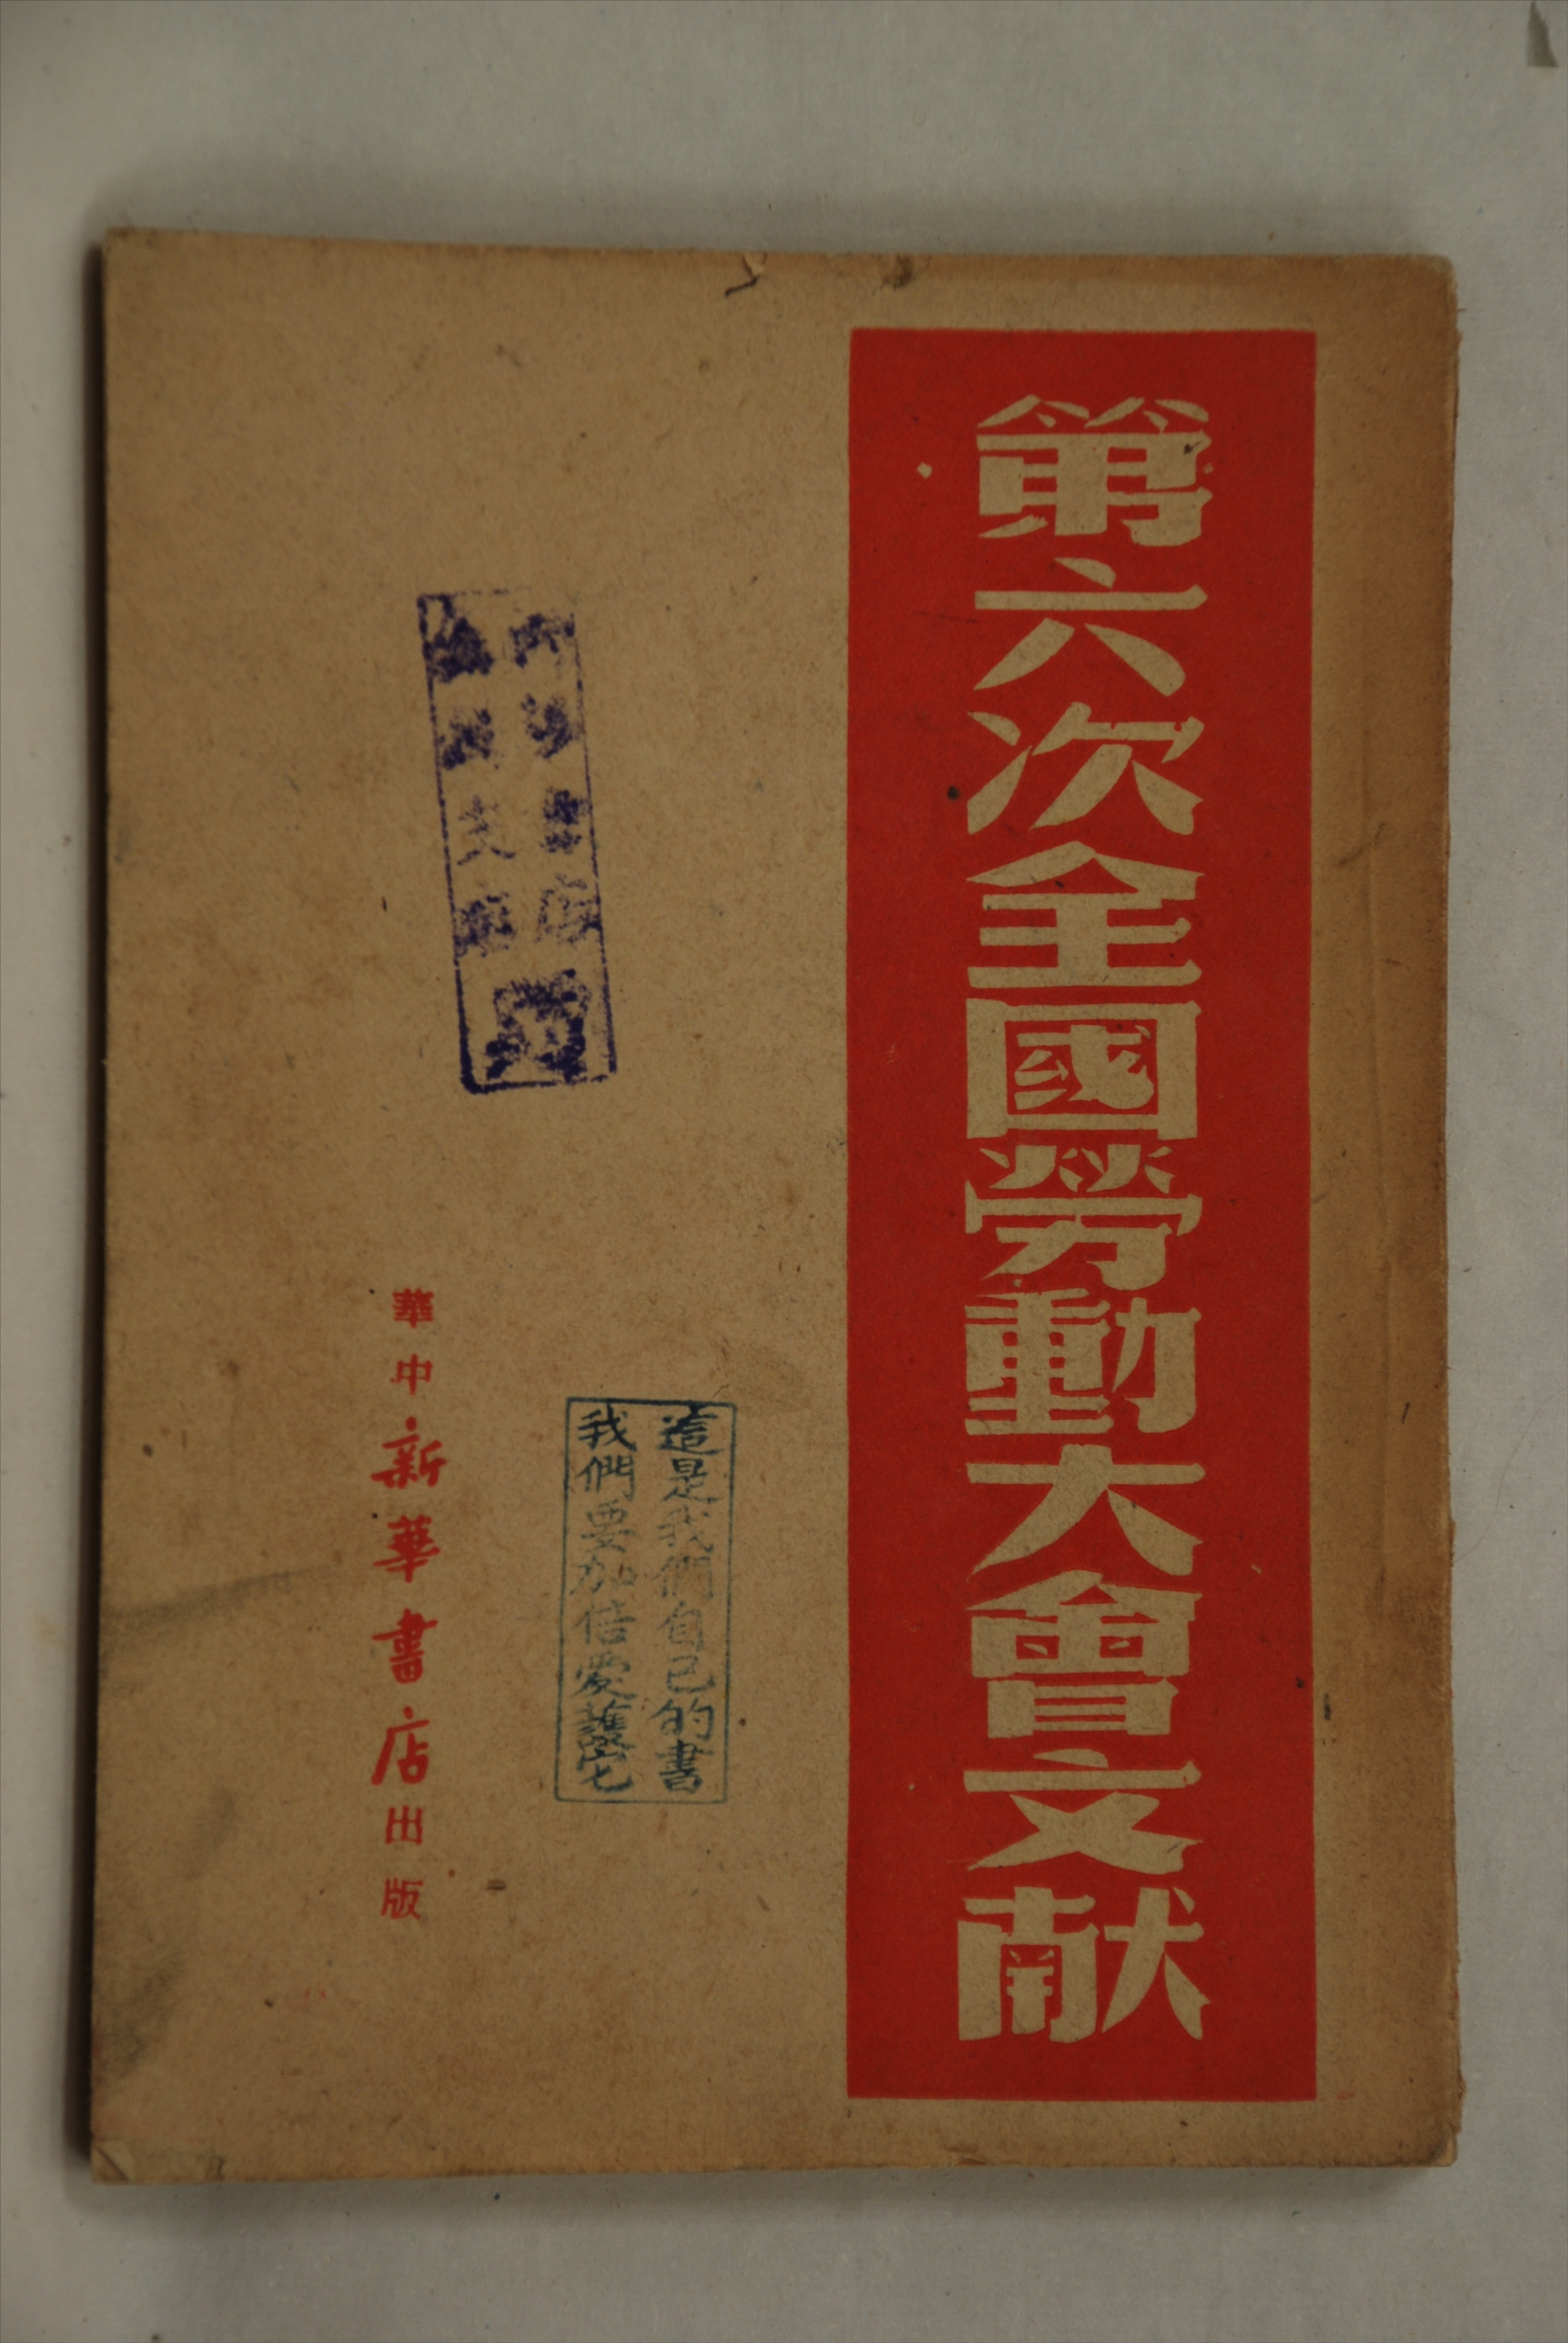 第六次全國勞動大會文献
這是我們自己的書
我們要加倍愛護它
華中新華書店出版